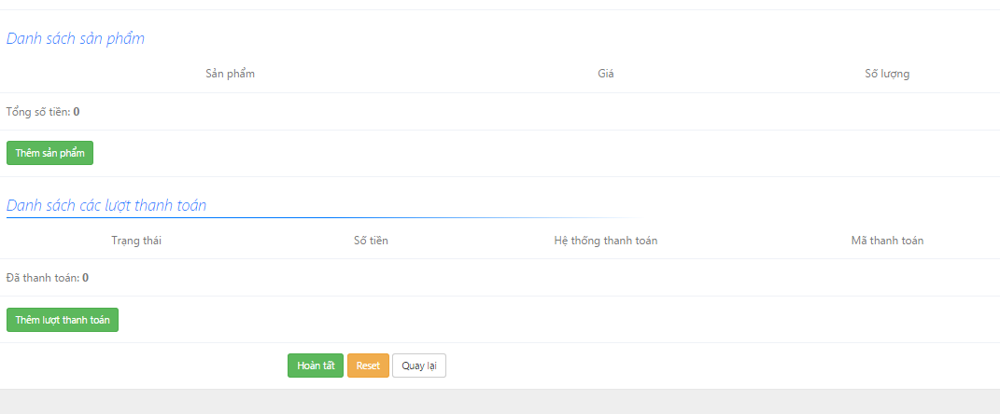 Danh sách sản phẩm
Sản phẩm Giá Số lượng
Tổng số tiền: 0
Thêm sản phẩm
Danh sách các lượt thanh toán
Trạng thái Số tiền Hệ thống thanh toán Mã thanh toán
Đã thanh toán: 0
Thêm lượt thanh toán
Hoàn tất Reset Quay lại